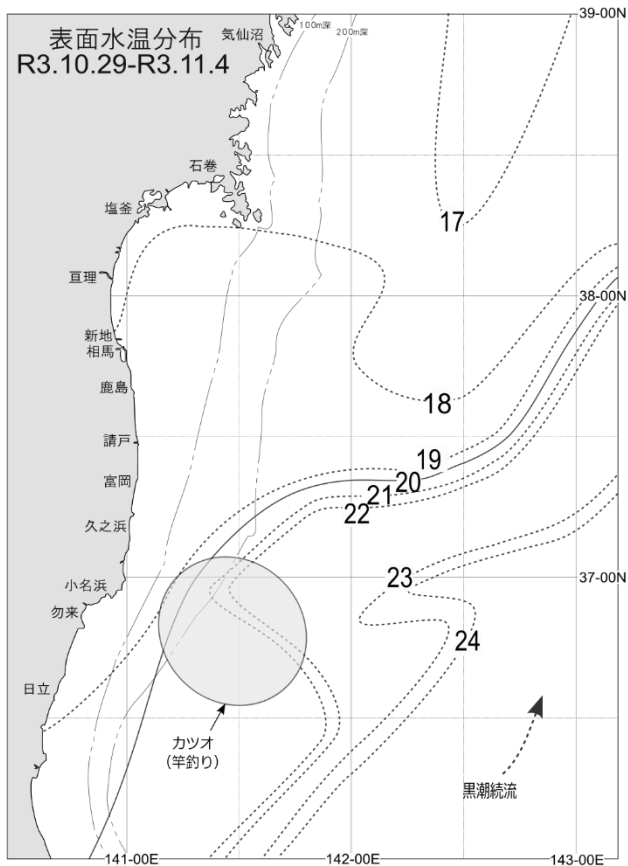 表面水温分布
R3.10.29-R3.11.4
気仙沼
100m深
200m深
39-00N
石巻
塩釜
17
亘理
38-00N
新地
相馬
鹿島
18
請戸
19
富岡
20
21
22
久之浜
小名浜
23
37-00N
勿来
24
日立
カツオ
(竿釣り)
黒潮続流
141-00E
142-00E
143-00E